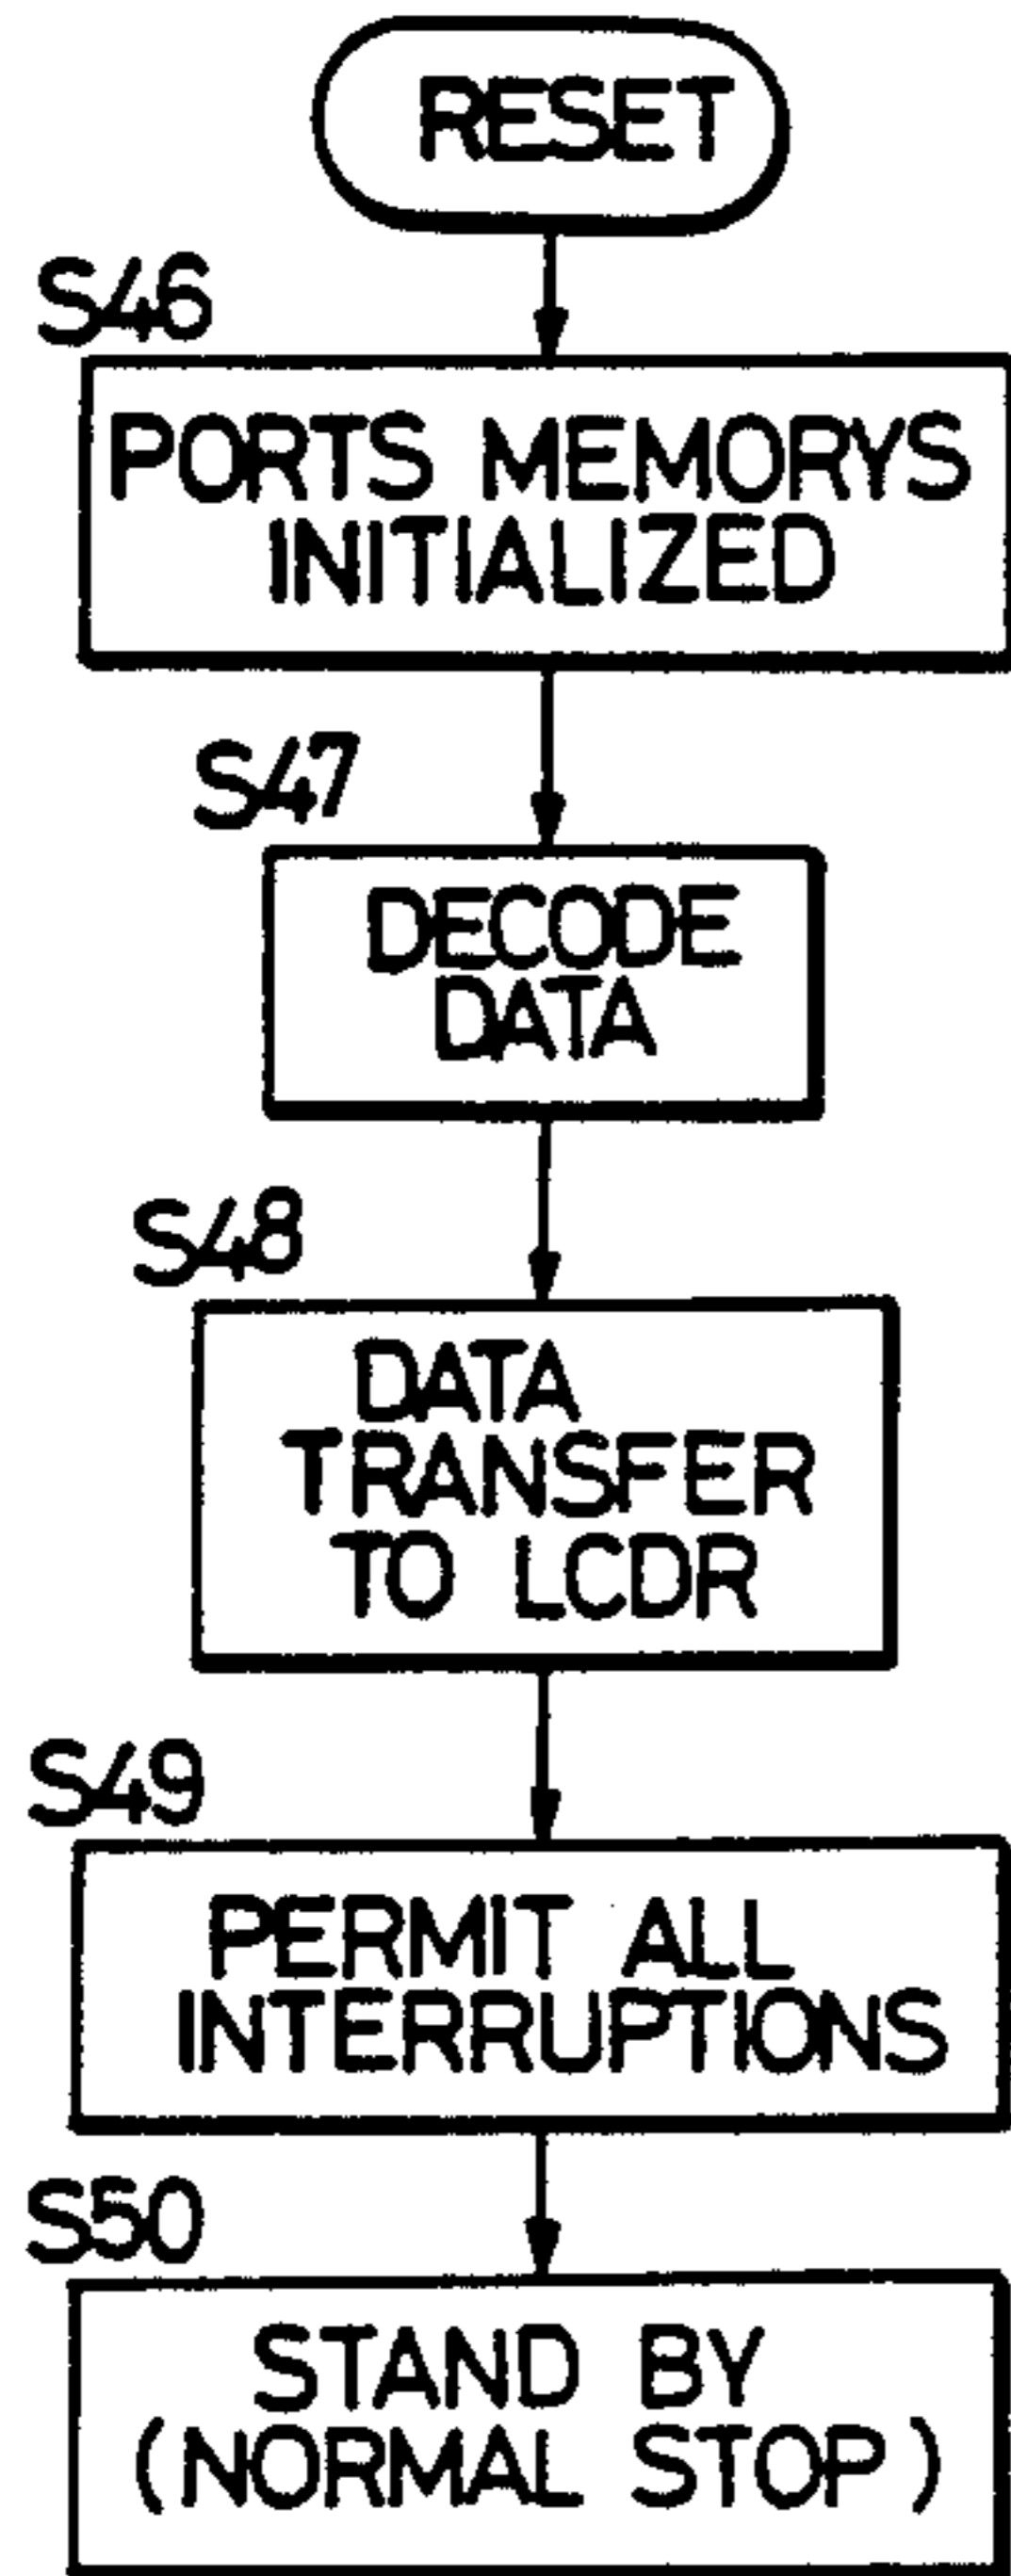 RESET
S46
PORTS MEMORYS
INITIALIZED
S47
DECODE
DATA
S48
DATA
TRANSFER
TO LCDR
S49
PERMIT ALL
INTERRUPTIONS
S50
STAND BY
(NORMAL STOP)